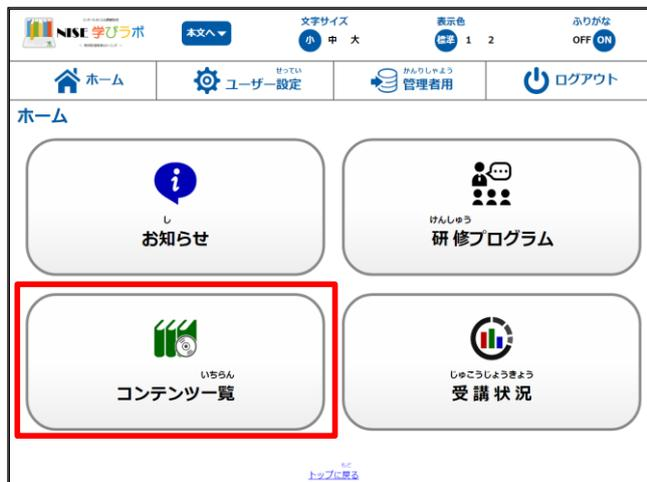 NISE 学びラボ
本文へ
文字サイズ
小 中 大
表示色
標準 1 2
ふりがな
OFF ON
ホーム
せってい
ユーザー設定
かんりしゃよう
管理者用
ログアウト
ホーム
し
お知らせ
けんしゅう
研修プログラム
いちらん
コンテンツ一覧
じゅこうじょうきょう
受講状況
もど
トップに戻る